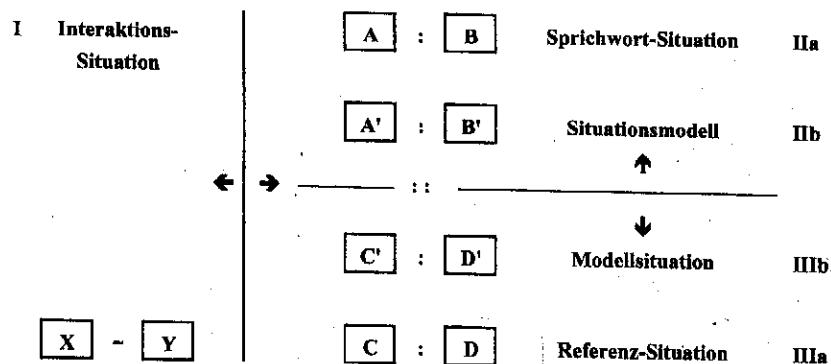 I Interaktions-
Situation
A : B Sprichwort-Situation IIa
A' : B' Situationsmodell IIb
↑
← → ::
↓
C' : D' Modellsituation IIIb
X ~ Y C : D Referenz-Situation IIIa